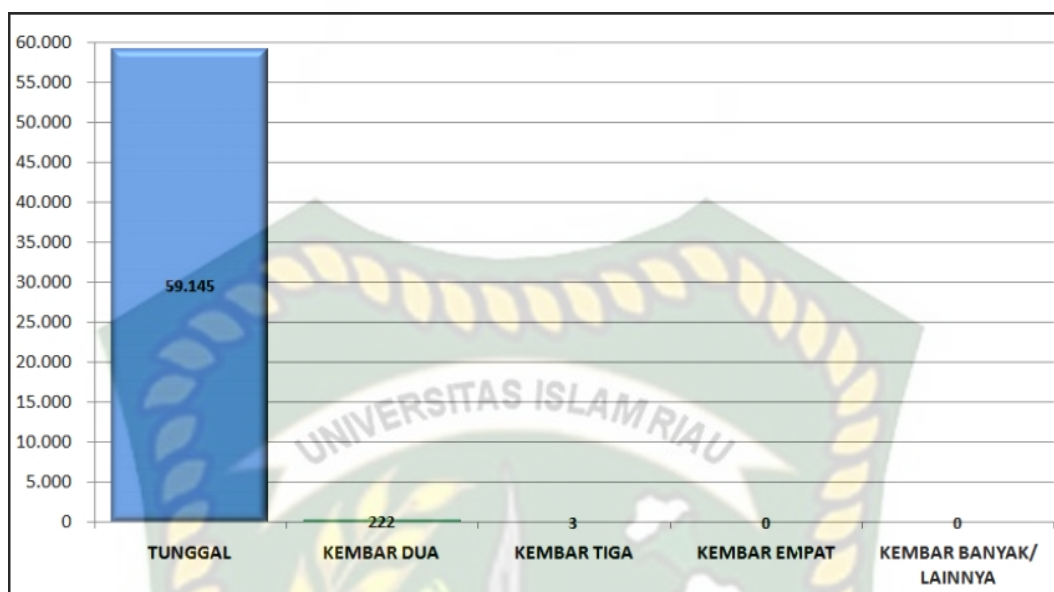 60.000
55.000
50.000
45.000
40.000
35.000
30.000
25.000
20.000
15.000
10.000
5.000
0
59.145
222
3
0
0
UNIVERSITAS ISLAM RIAU
TUNGGAL
KEMBAR DUA
KEMBAR TIGA
KEMBAR EMPAT
KEMBAR BANYAK/
LAINNYA